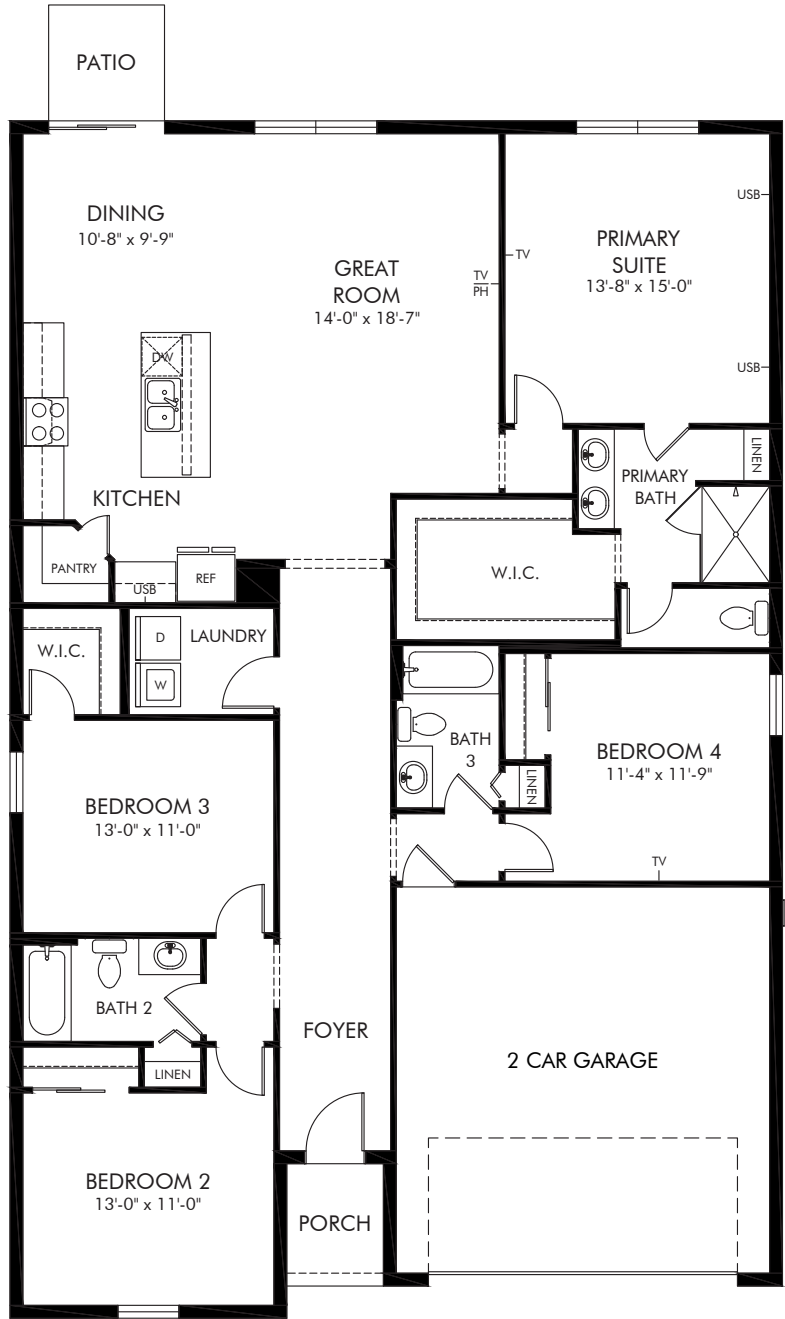 PATIO
DINING
10'-8" x 9'-9"
GREAT
ROOM
14'-0" x 18'-7"
TV
PH
TV
PRIMARY
SUITE
13'-8" x 15'-0"
USB
USB
DW
KITCHEN
PANTRY
USB
REF
W.I.C.
PRIMARY
BATH
LINEN
W.I.C.
D
W
LAUNDRY
BATH
3
LINEN
BEDROOM 4
11'-4" x 11'-9"
TV
BEDROOM 3
13'-0" x 11'-0"
BATH 2
LINEN
FOYER
2 CAR GARAGE
BEDROOM 2
13'-0" x 11'-0"
PORCH